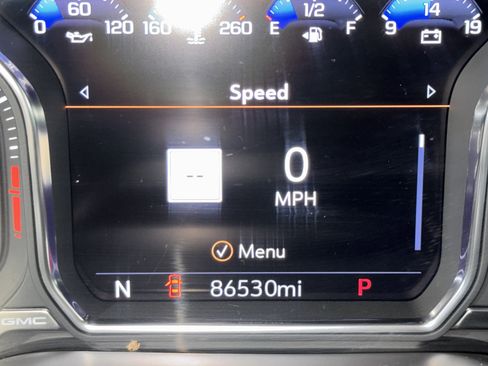 60 1/2 14
0 120 160 260 E F 9 19
Speed
--
0
MPH
Menu
N 86530mi P
GMC